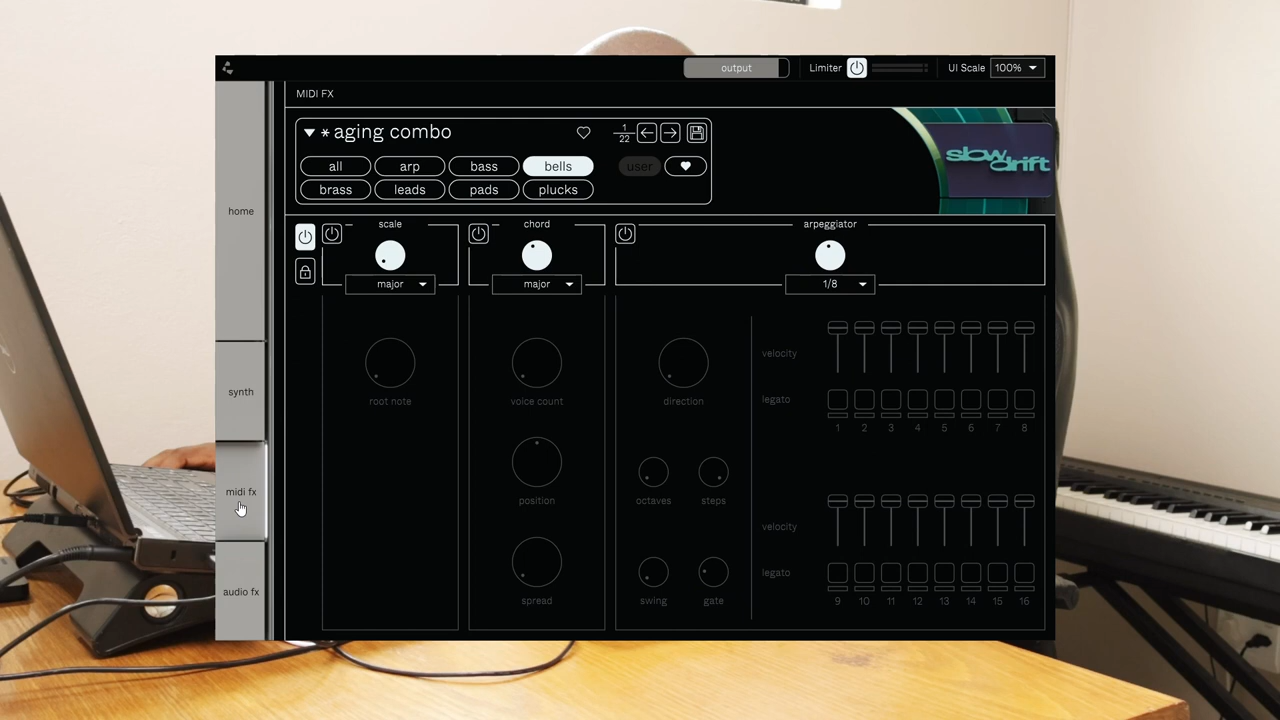 output
Limiter
UI Scale
100%
MIDI FX
* aging combo
1
22
all
arp
bass
bells
user
brass
leads
pads
plucks
slow drift
home
synth
midi fx
audio fx
scale
chord
arpeggiator
major
major
1/8
root note
voice count
direction
velocity
legato
1 2 3 4 5 6 7 8
position
octaves
steps
velocity
spread
swing
gate
legato
9 10 11 12 13 14 15 16